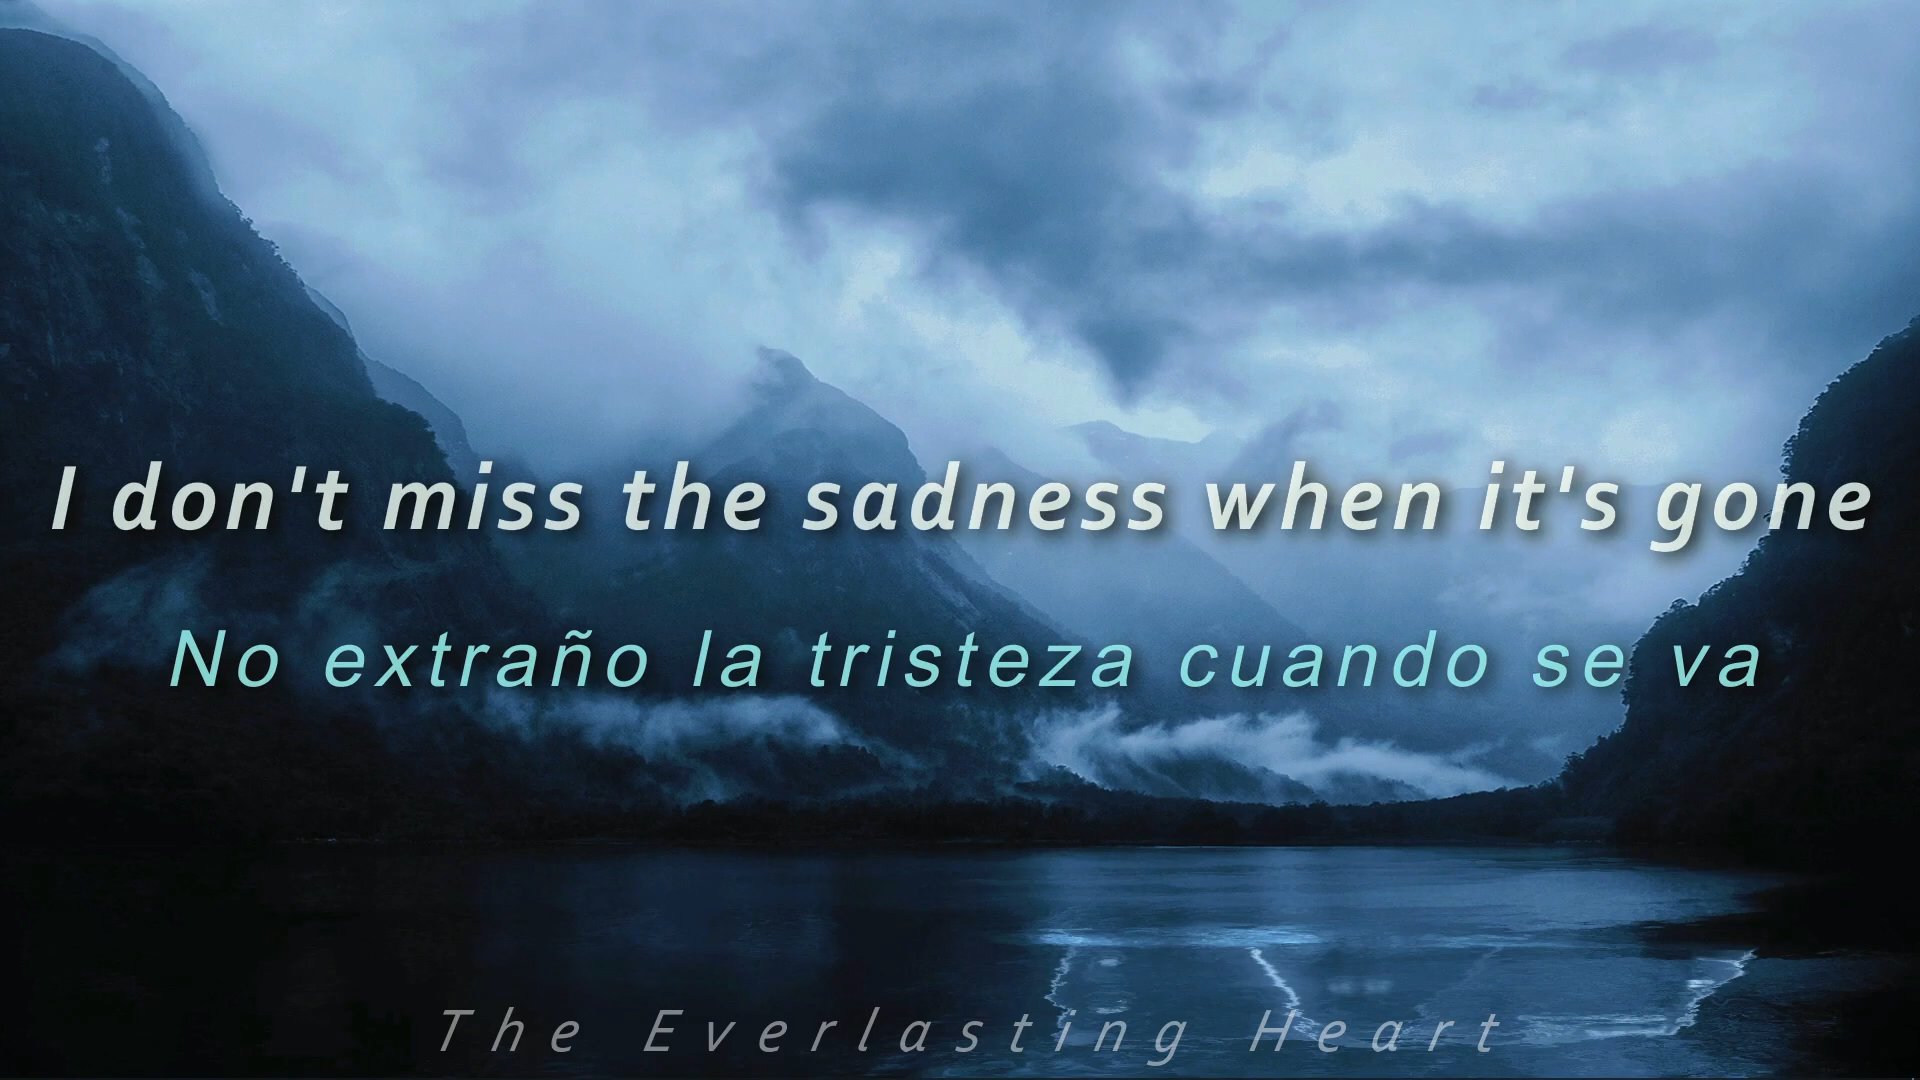 I don't miss the sadness when it's gone
No extraño la tristeza cuando se va
The Everlasting Heart